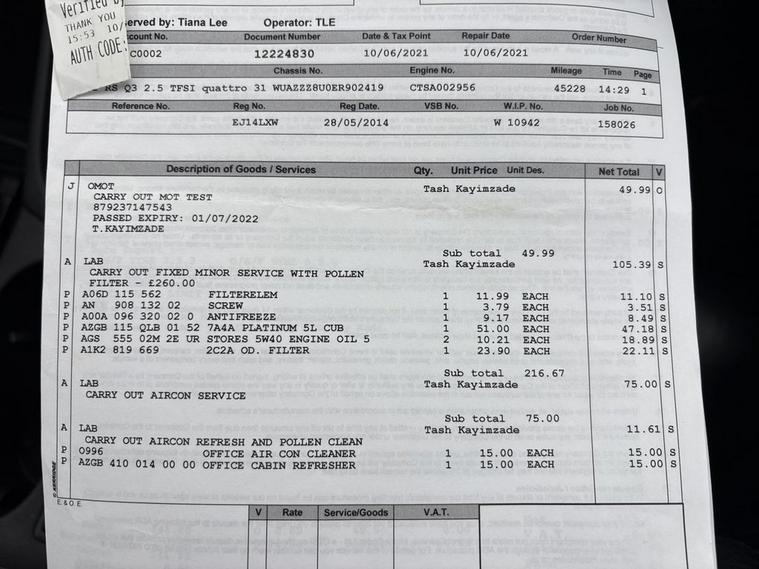 Verified by
THANK YOU
15:53 10/
AUTH CODE:
erved by: Tiana Lee Operator: TLE
count No. Document Number Date & Tax Point Repair Date Order Number
C0002 12224830 10/06/2021 10/06/2021
Chassis No. Engine No. Mileage Time Page
RS Q3 2.5 TFSI quattro 31 WUAZZZ8U0ER902419 CTSA002956 45228 14:29 1
Reference No. Reg No. Reg Date. VSB No. W.I.P. No. Job No.
EJ14LXW 28/05/2014 W 10942 158026
Description of Goods / Services Qty. Unit Price Unit Des. Net Total V
J OMOT Tash Kayimzade 49.99 O
CARRY OUT MOT TEST
879237147543
PASSED EXPIRY: 01/07/2022
T.KAYIMZADE
Sub total 49.99
A LAB Tash Kayimzade 105.39 S
CARRY OUT FIXED MINOR SERVICE WITH POLLEN
FILTER - £260.00
P A06D 115 562 FILTERELEM 1 11.99 EACH 11.10 S
P AN 908 132 02 SCREW 1 3.79 EACH 3.51 S
P A00A 096 320 02 0 ANTIFREEZE 1 9.17 EACH 8.49 S
P AZGB 115 QLB 01 52 7A4A PLATINUM 5L CUB 1 51.00 EACH 47.18 S
P AGS 555 02M 2E UR STORES 5W40 ENGINE OIL 5 2 10.21 EACH 18.89 S
P A1K2 819 669 2C2A OD. FILTER 1 23.90 EACH 22.11 S
Sub total 216.67
A LAB Tash Kayimzade 75.00 S
CARRY OUT AIRCON SERVICE
Sub total 75.00
A LAB Tash Kayimzade 11.61 S
CARRY OUT AIRCON REFRESH AND POLLEN CLEAN
P 0996 OFFICE AIR CON CLEANER 1 15.00 EACH 15.00 S
P AZGB 410 014 00 00 OFFICE CABIN REFRESHER 1 15.00 EACH 15.00 S
E.& O.E.
V Rate Service/Goods V.A.T.